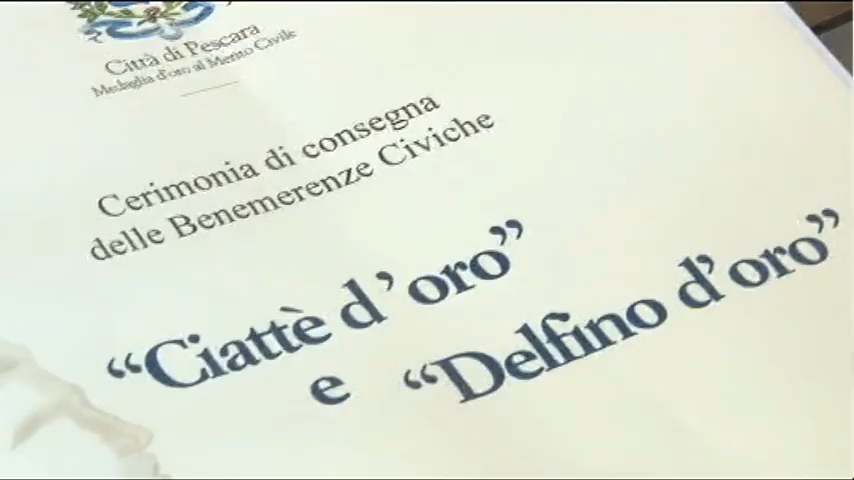 Città di Pescara
Medaglia d'oro al Merito Civile
Cerimonia di consegna
delle Benemerenze Civiche
“Ciattè d'oro”
e “Delfino d'oro”